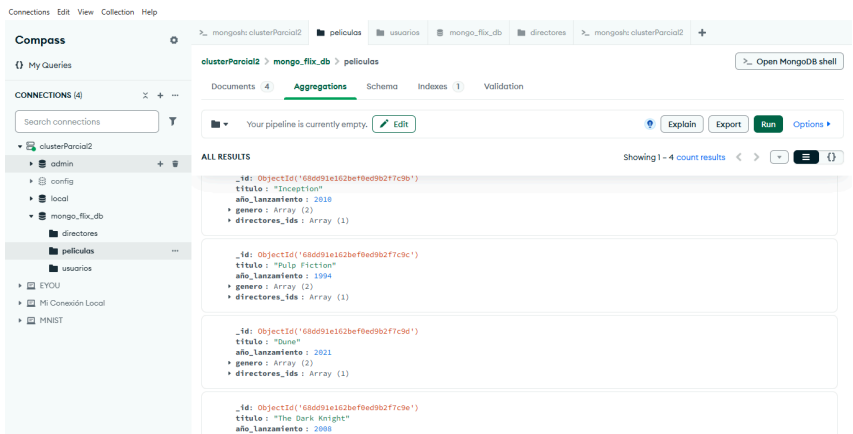 Connections Edit View Collection Help
Compass
{} My Queries
CONNECTIONS (4)
Search connections
clusterParcial2
admin
config
local
mongo_flix_db
directores
peliculas
usuarios
EYOU
Mi Conexión Local
MNIST
>_ mongosh: clusterParcial2 peliculas usuarios mongo_flix_db directores >_ mongosh: clusterParcial2 +
clusterParcial2 > mongo_flix_db > peliculas
>_ Open MongoDB shell
Documents 4 Aggregations Schema Indexes 1 Validation
Your pipeline is currently empty. Edit Explain Export Run Options
ALL RESULTS Showing 1 – 4 count results
_id: ObjectId('68dd91e162bef0ed9b2f7c9b')
titulo : "Inception"
año_lanzamiento : 2010
genero : Array (2)
directores_ids : Array (1)
_id: ObjectId('68dd91e162bef0ed9b2f7c9c')
titulo : "Pulp Fiction"
año_lanzamiento : 1994
genero : Array (2)
directores_ids : Array (1)
_id: ObjectId('68dd91e162bef0ed9b2f7c9d')
titulo : "Dune"
año_lanzamiento : 2021
genero : Array (2)
directores_ids : Array (1)
_id: ObjectId('68dd91e162bef0ed9b2f7c9e')
titulo : "The Dark Knight"
año_lanzamiento : 2008